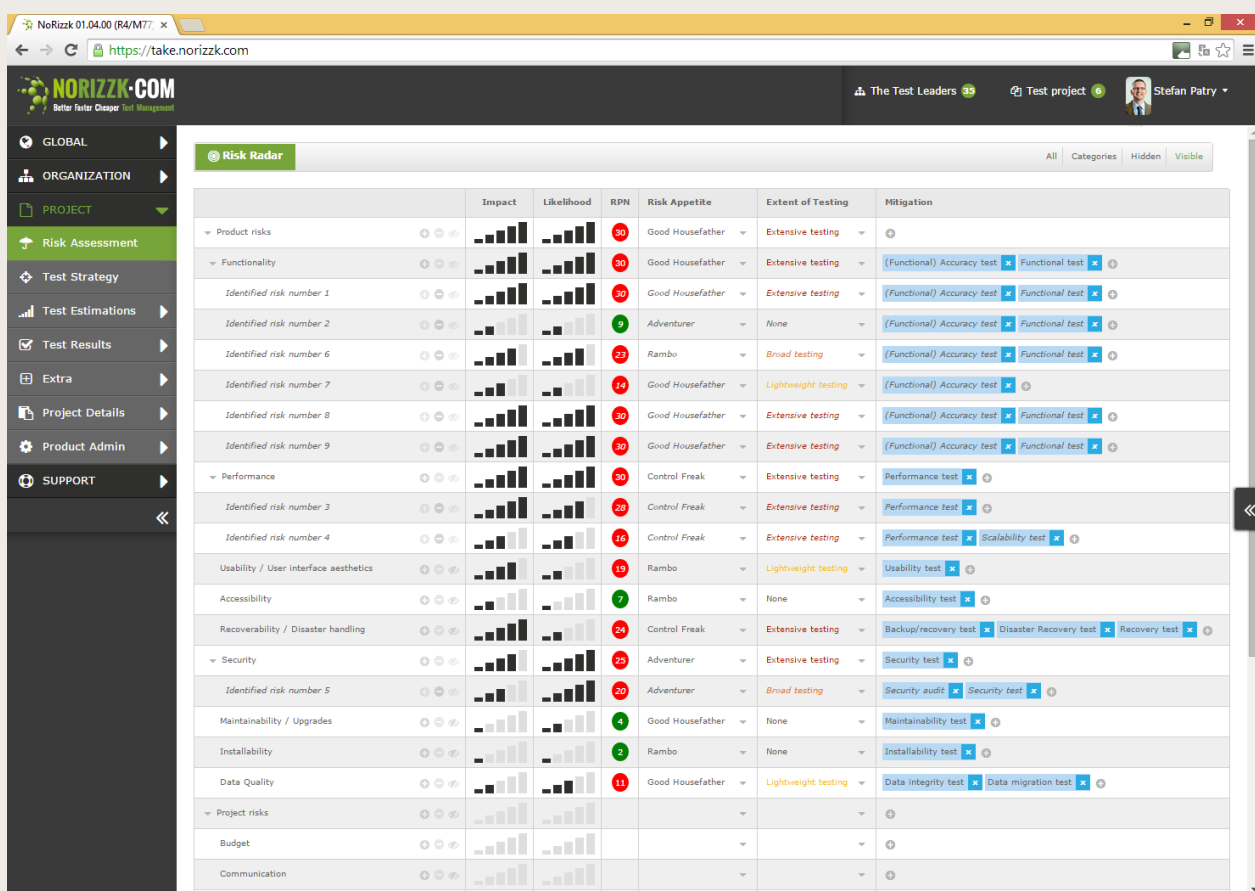 NoRizzk 01.04.00 (R4/M77
https://take.norizzk.com
NORIZZK·COM
Better Faster Cheaper Test Management
The Test Leaders 35 Test project 6 Stefan Patry
GLOBAL
ORGANIZATION
PROJECT
Risk Assessment
Test Strategy
Test Estimations
Test Results
Extra
Project Details
Product Admin
SUPPORT
Risk Radar All Categories Hidden Visible
Impact Likelihood RPN Risk Appetite Extent of Testing Mitigation
Product risks 30 Good Housefather Extensive testing
Functionality 30 Good Housefather Extensive testing (Functional) Accuracy test Functional test
Identified risk number 1 30 Good Housefather Extensive testing (Functional) Accuracy test Functional test
Identified risk number 2 9 Adventurer None (Functional) Accuracy test Functional test
Identified risk number 6 23 Rambo Broad testing (Functional) Accuracy test Functional test
Identified risk number 7 14 Good Housefather Lightweight testing (Functional) Accuracy test
Identified risk number 8 30 Good Housefather Extensive testing (Functional) Accuracy test Functional test
Identified risk number 9 30 Good Housefather Extensive testing (Functional) Accuracy test Functional test
Performance 30 Control Freak Extensive testing Performance test
Identified risk number 3 28 Control Freak Extensive testing Performance test
Identified risk number 4 16 Control Freak Extensive testing Performance test Scalability test
Usability / User interface aesthetics 19 Rambo Lightweight testing Usability test
Accessibility 7 Rambo None Accessibility test
Recoverability / Disaster handling 24 Control Freak Extensive testing Backup/recovery test Disaster Recovery test Recovery test
Security 25 Adventurer Extensive testing Security test
Identified risk number 5 20 Adventurer Broad testing Security audit Security test
Maintainability / Upgrades 4 Good Housefather None Maintainability test
Installability 2 Rambo None Installability test
Data Quality 11 Good Housefather Lightweight testing Data integrity test Data migration test
Project risks
Budget
Communication